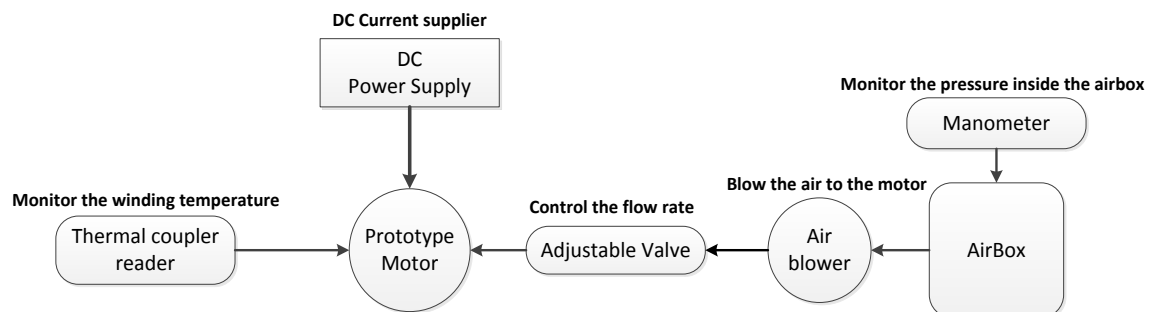 DC Current supplier
DC
Power Supply
Monitor the pressure inside the airbox
Manometer
Monitor the winding temperature
Thermal coupler
reader
Prototype
Motor
Control the flow rate
Adjustable Valve
Blow the air to the motor
Air
blower
AirBox